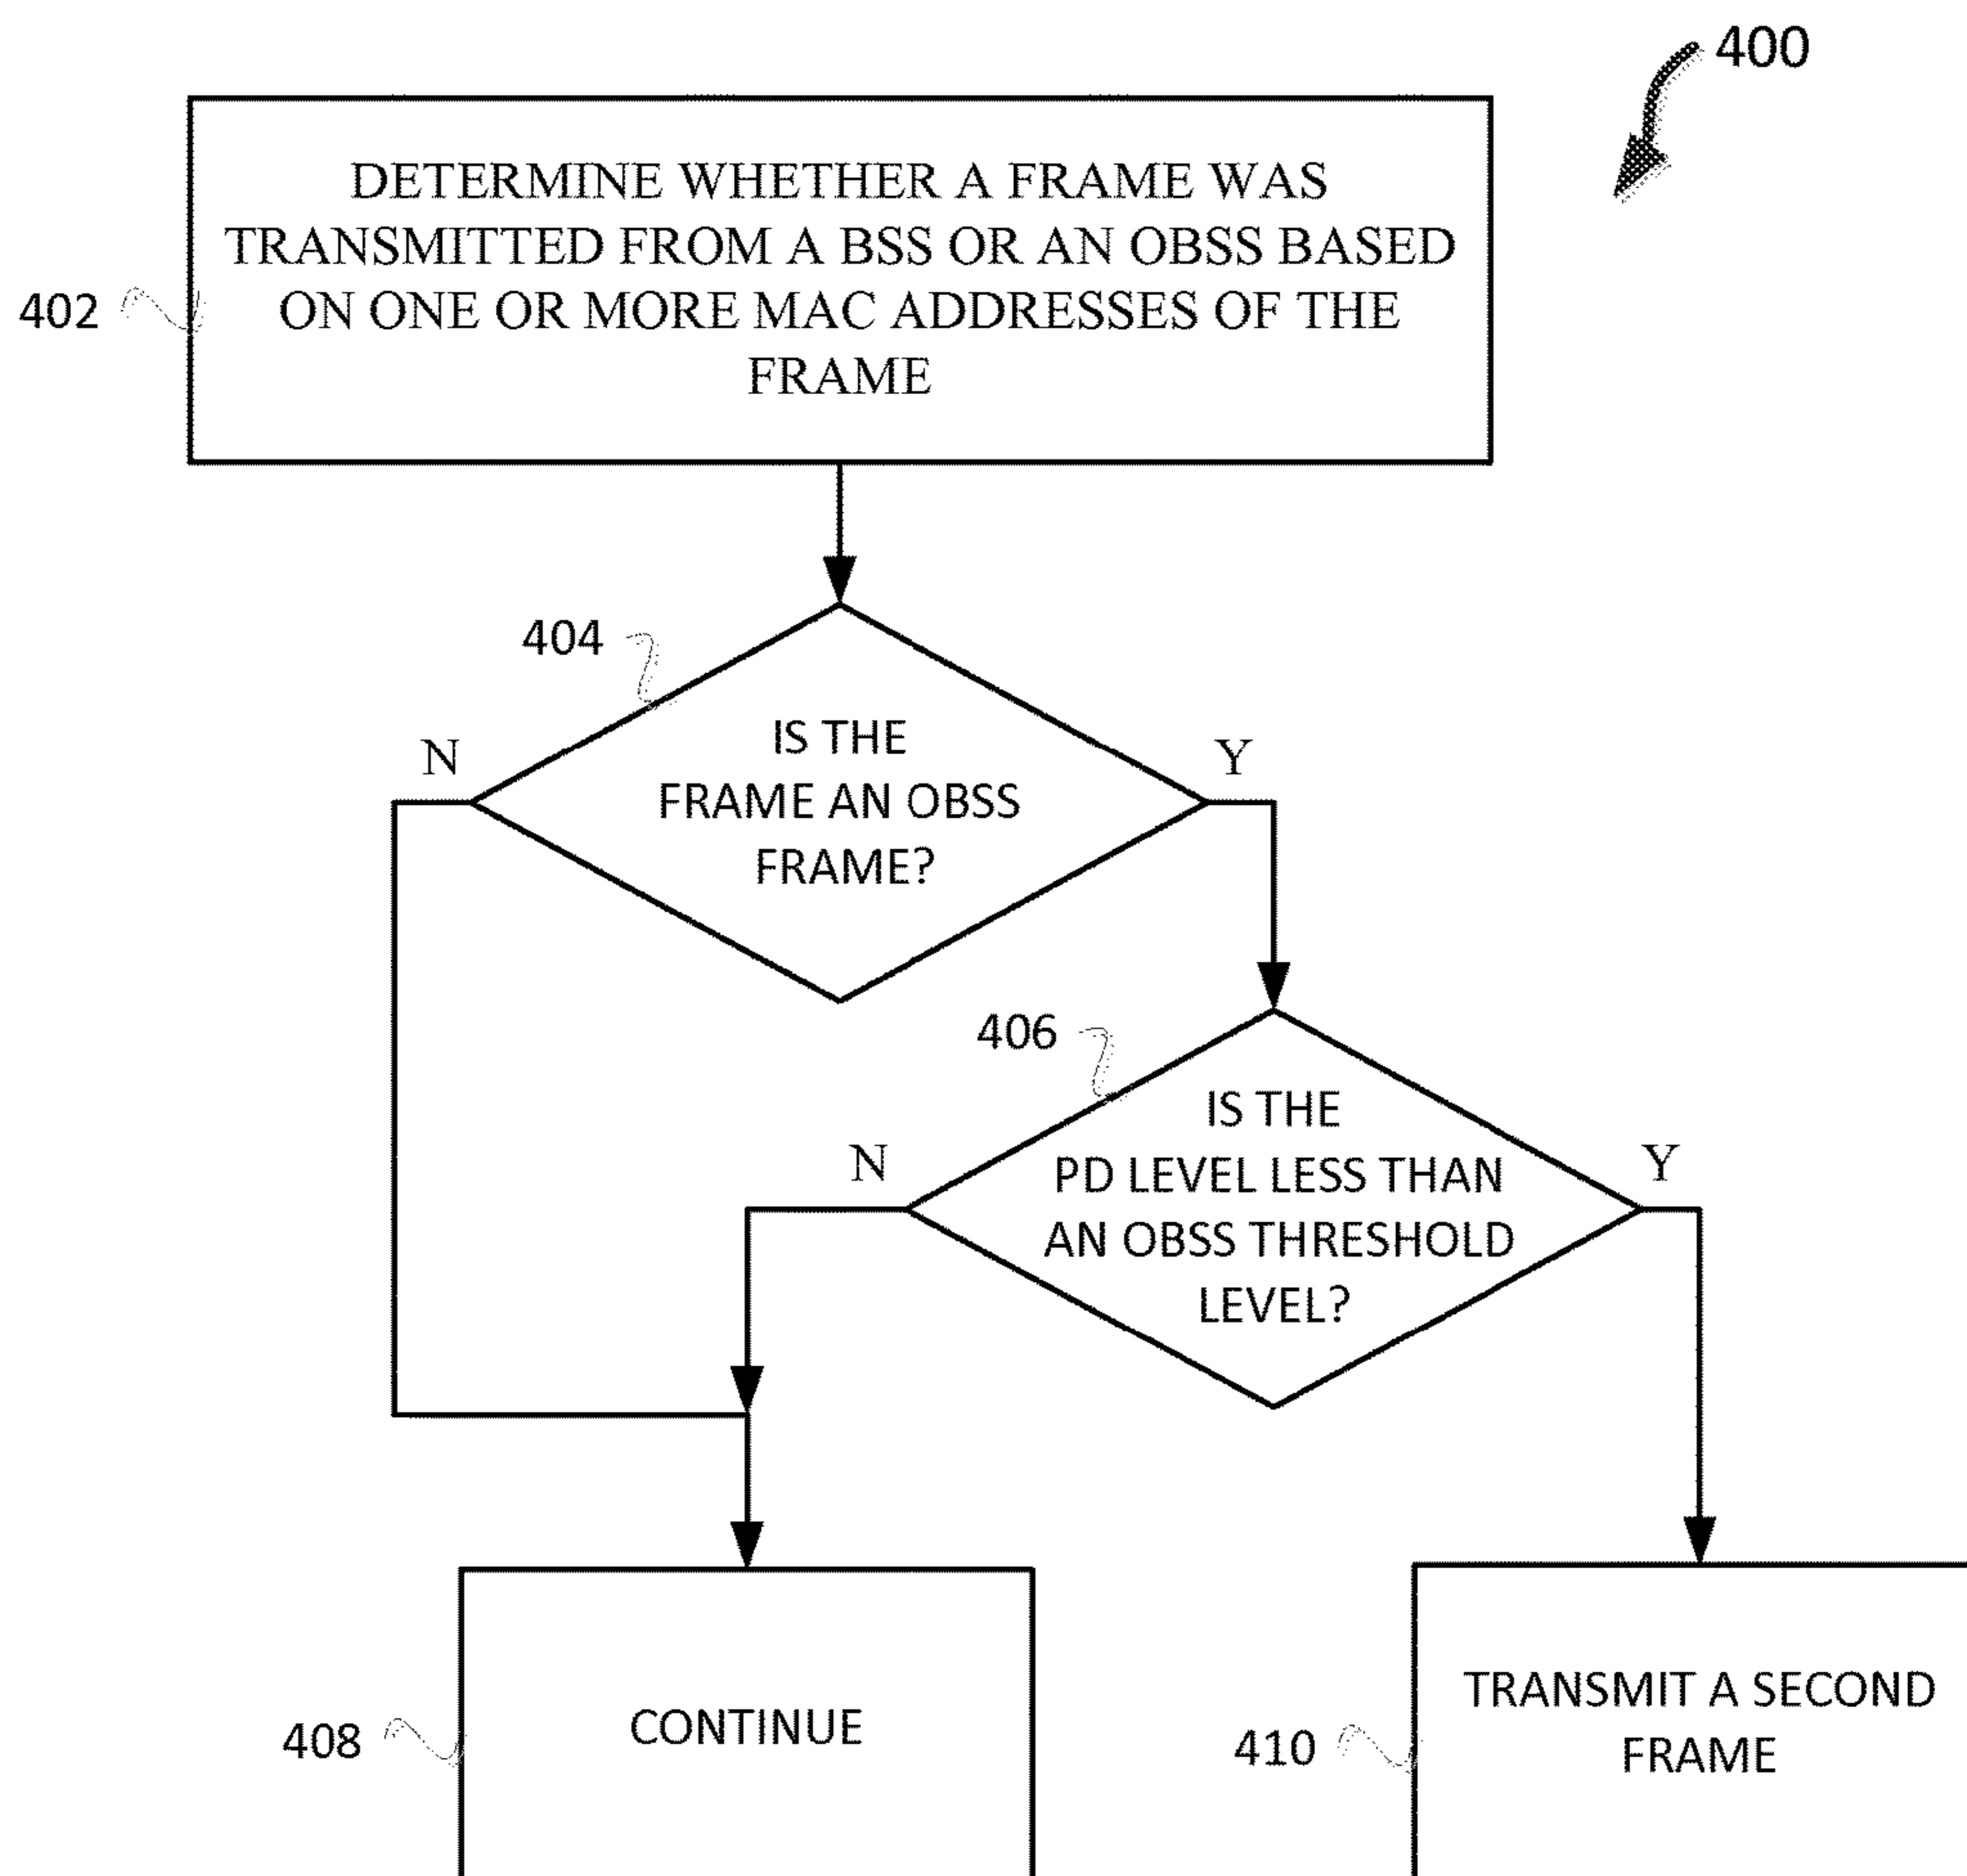 400
DETERMINE WHETHER A FRAME WAS
TRANSMITTED FROM A BSS OR AN OBSS BASED
ON ONE OR MORE MAC ADDRESSES OF THE
FRAME
402
404
N
Y
IS THE
FRAME AN OBSS
FRAME?
406
N
Y
IS THE
PD LEVEL LESS THAN
AN OBSS THRESHOLD
LEVEL?
408
CONTINUE
410
TRANSMIT A SECOND
FRAME